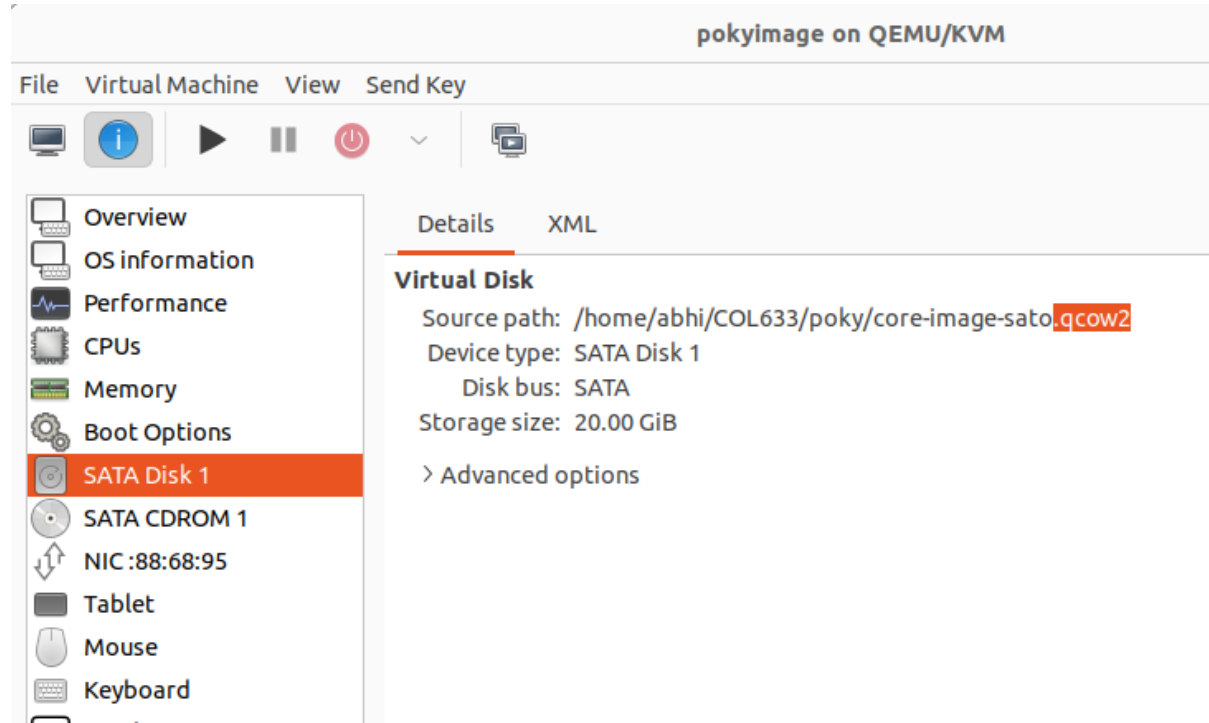 pokyimage on QEMU/KVM
File Virtual Machine View Send Key
Overview
OS information
Performance
CPUs
Memory
Boot Options
SATA Disk 1
SATA CDROM 1
NIC :88:68:95
Tablet
Mouse
Keyboard
Details XML
Virtual Disk
Source path: /home/abhi/COL633/poky/core-image-sato.qcow2
Device type: SATA Disk 1
Disk bus: SATA
Storage size: 20.00 GiB
Advanced options